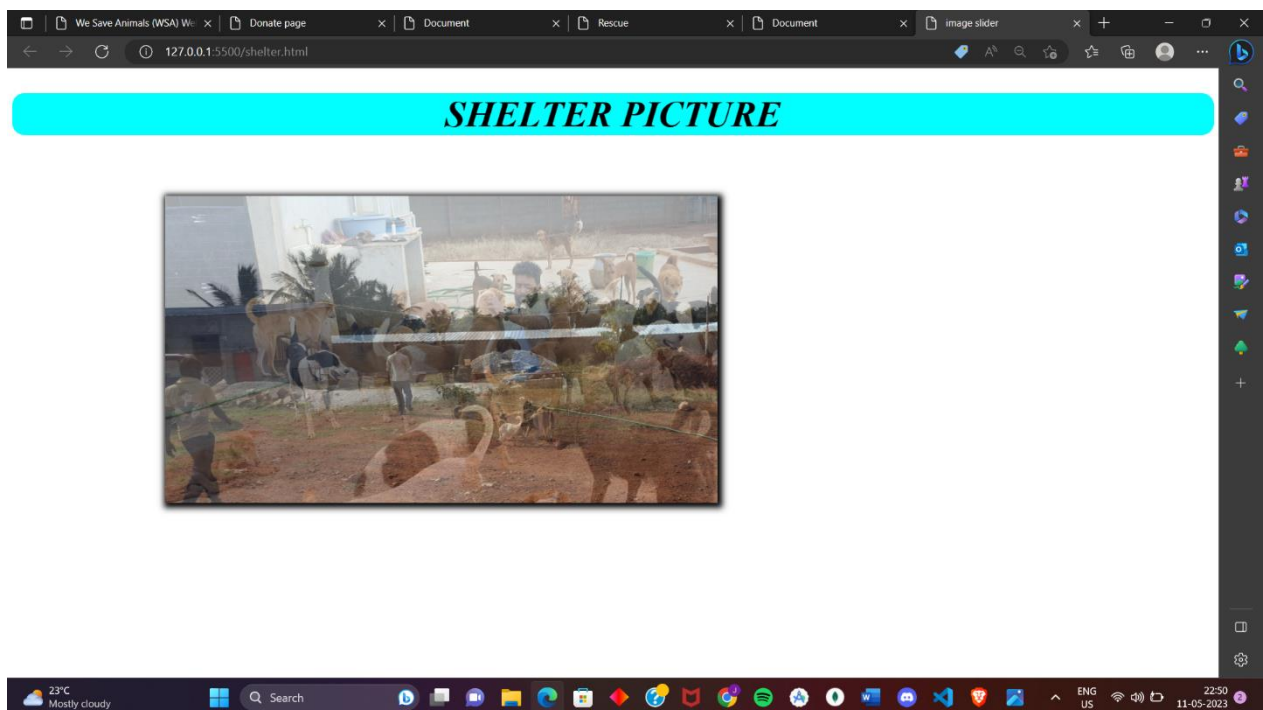 We Save Animals (WSA) We
Donate page
Document
Rescue
Document
image slider
127.0.0.1:5500/shelter.html
SHELTER PICTURE
23°C
Mostly cloudy
Search
ENG
US
22:50
11-05-2023
2